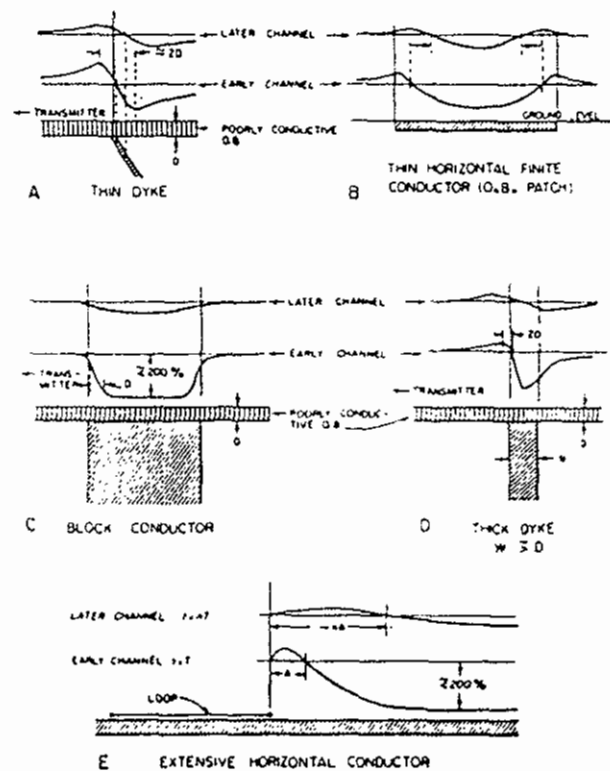 LATER CHANNEL
≈ 2D
EARLY CHANNEL
TRANSMITTER
POORLY CONDUCTIVE
O.B
D
A THIN DYKE
GROUND LEVEL
B THIN HORIZONTAL FINITE
CONDUCTOR (O.B. PATCH)
LATER CHANNEL
EARLY CHANNEL
TRANS-
MITTER
D
≈200%
POORLY CONDUC-
TIVE O.B
D
C BLOCK CONDUCTOR
2D
TRANSMITTER
D
W
D THICK DYKE
W ≥ D
LATER CHANNEL
EARLY CHANNEL
A
≈200%
LOOP
E EXTENSIVE HORIZONTAL CONDUCTOR